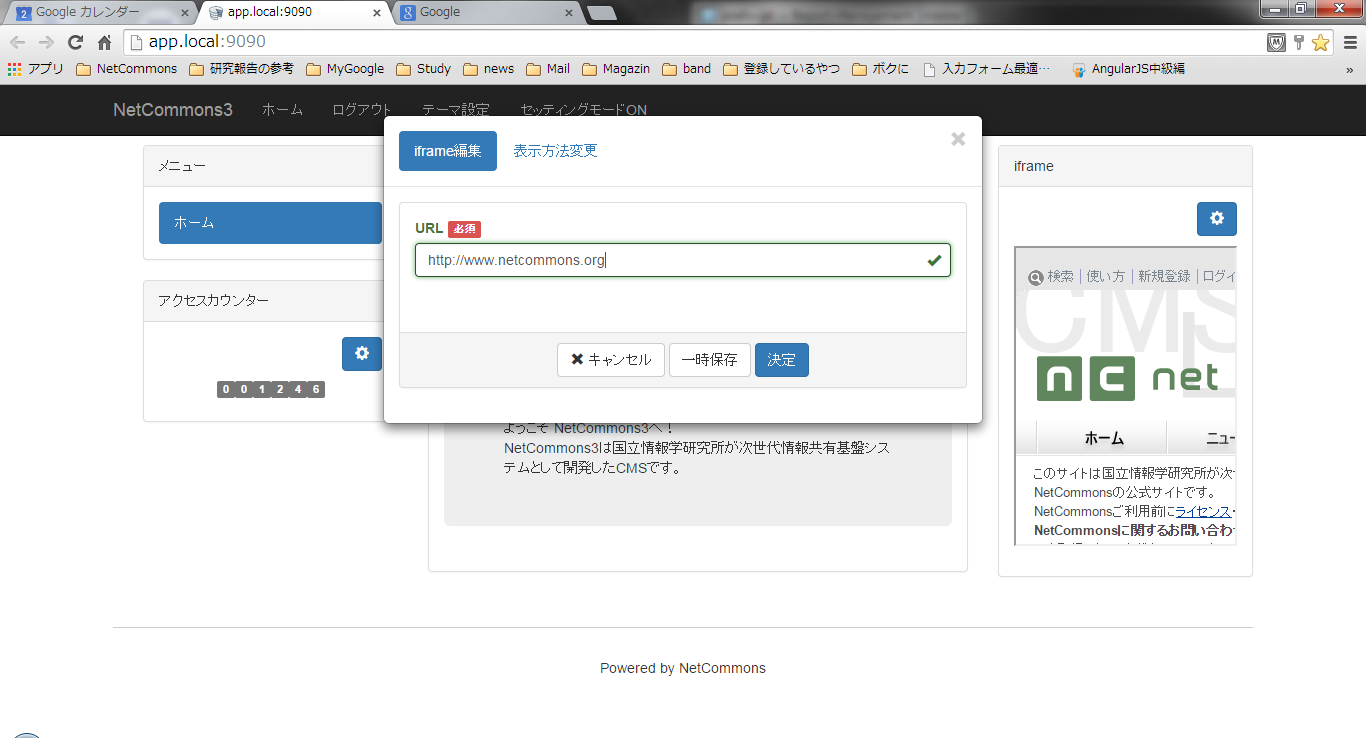 2 Google カレンダー
app.local:9090
8 Google
app.local:9090
アプリ NetCommons 研究報告の参考 MyGoogle Study news Mail Magazin band 登録しているやつ ボクに 入力フォーム最適… AngularJS中級編 »
NetCommons3 ホーム ログアウト テーマ設定 セッティングモードON
メニュー
ホーム
アクセスカウンター
001246
iframe編集 表示方法変更
URL 必須
http://www.netcommons.org
キャンセル 一時保存 決定
ようこそ NetCommons3へ！
NetCommons3は国立情報学研究所が次世代情報共有基盤シス
テムとして開発したCMSです。
iframe
検索 | 使い方 | 新規登録 | ログイ
CMS
nc net
ホーム ニュー
このサイトは国立情報学研究所が次
NetCommonsの公式サイトです。
NetCommonsご利用前にライセンス
NetCommonsに関するお問い合わ
Powered by NetCommons